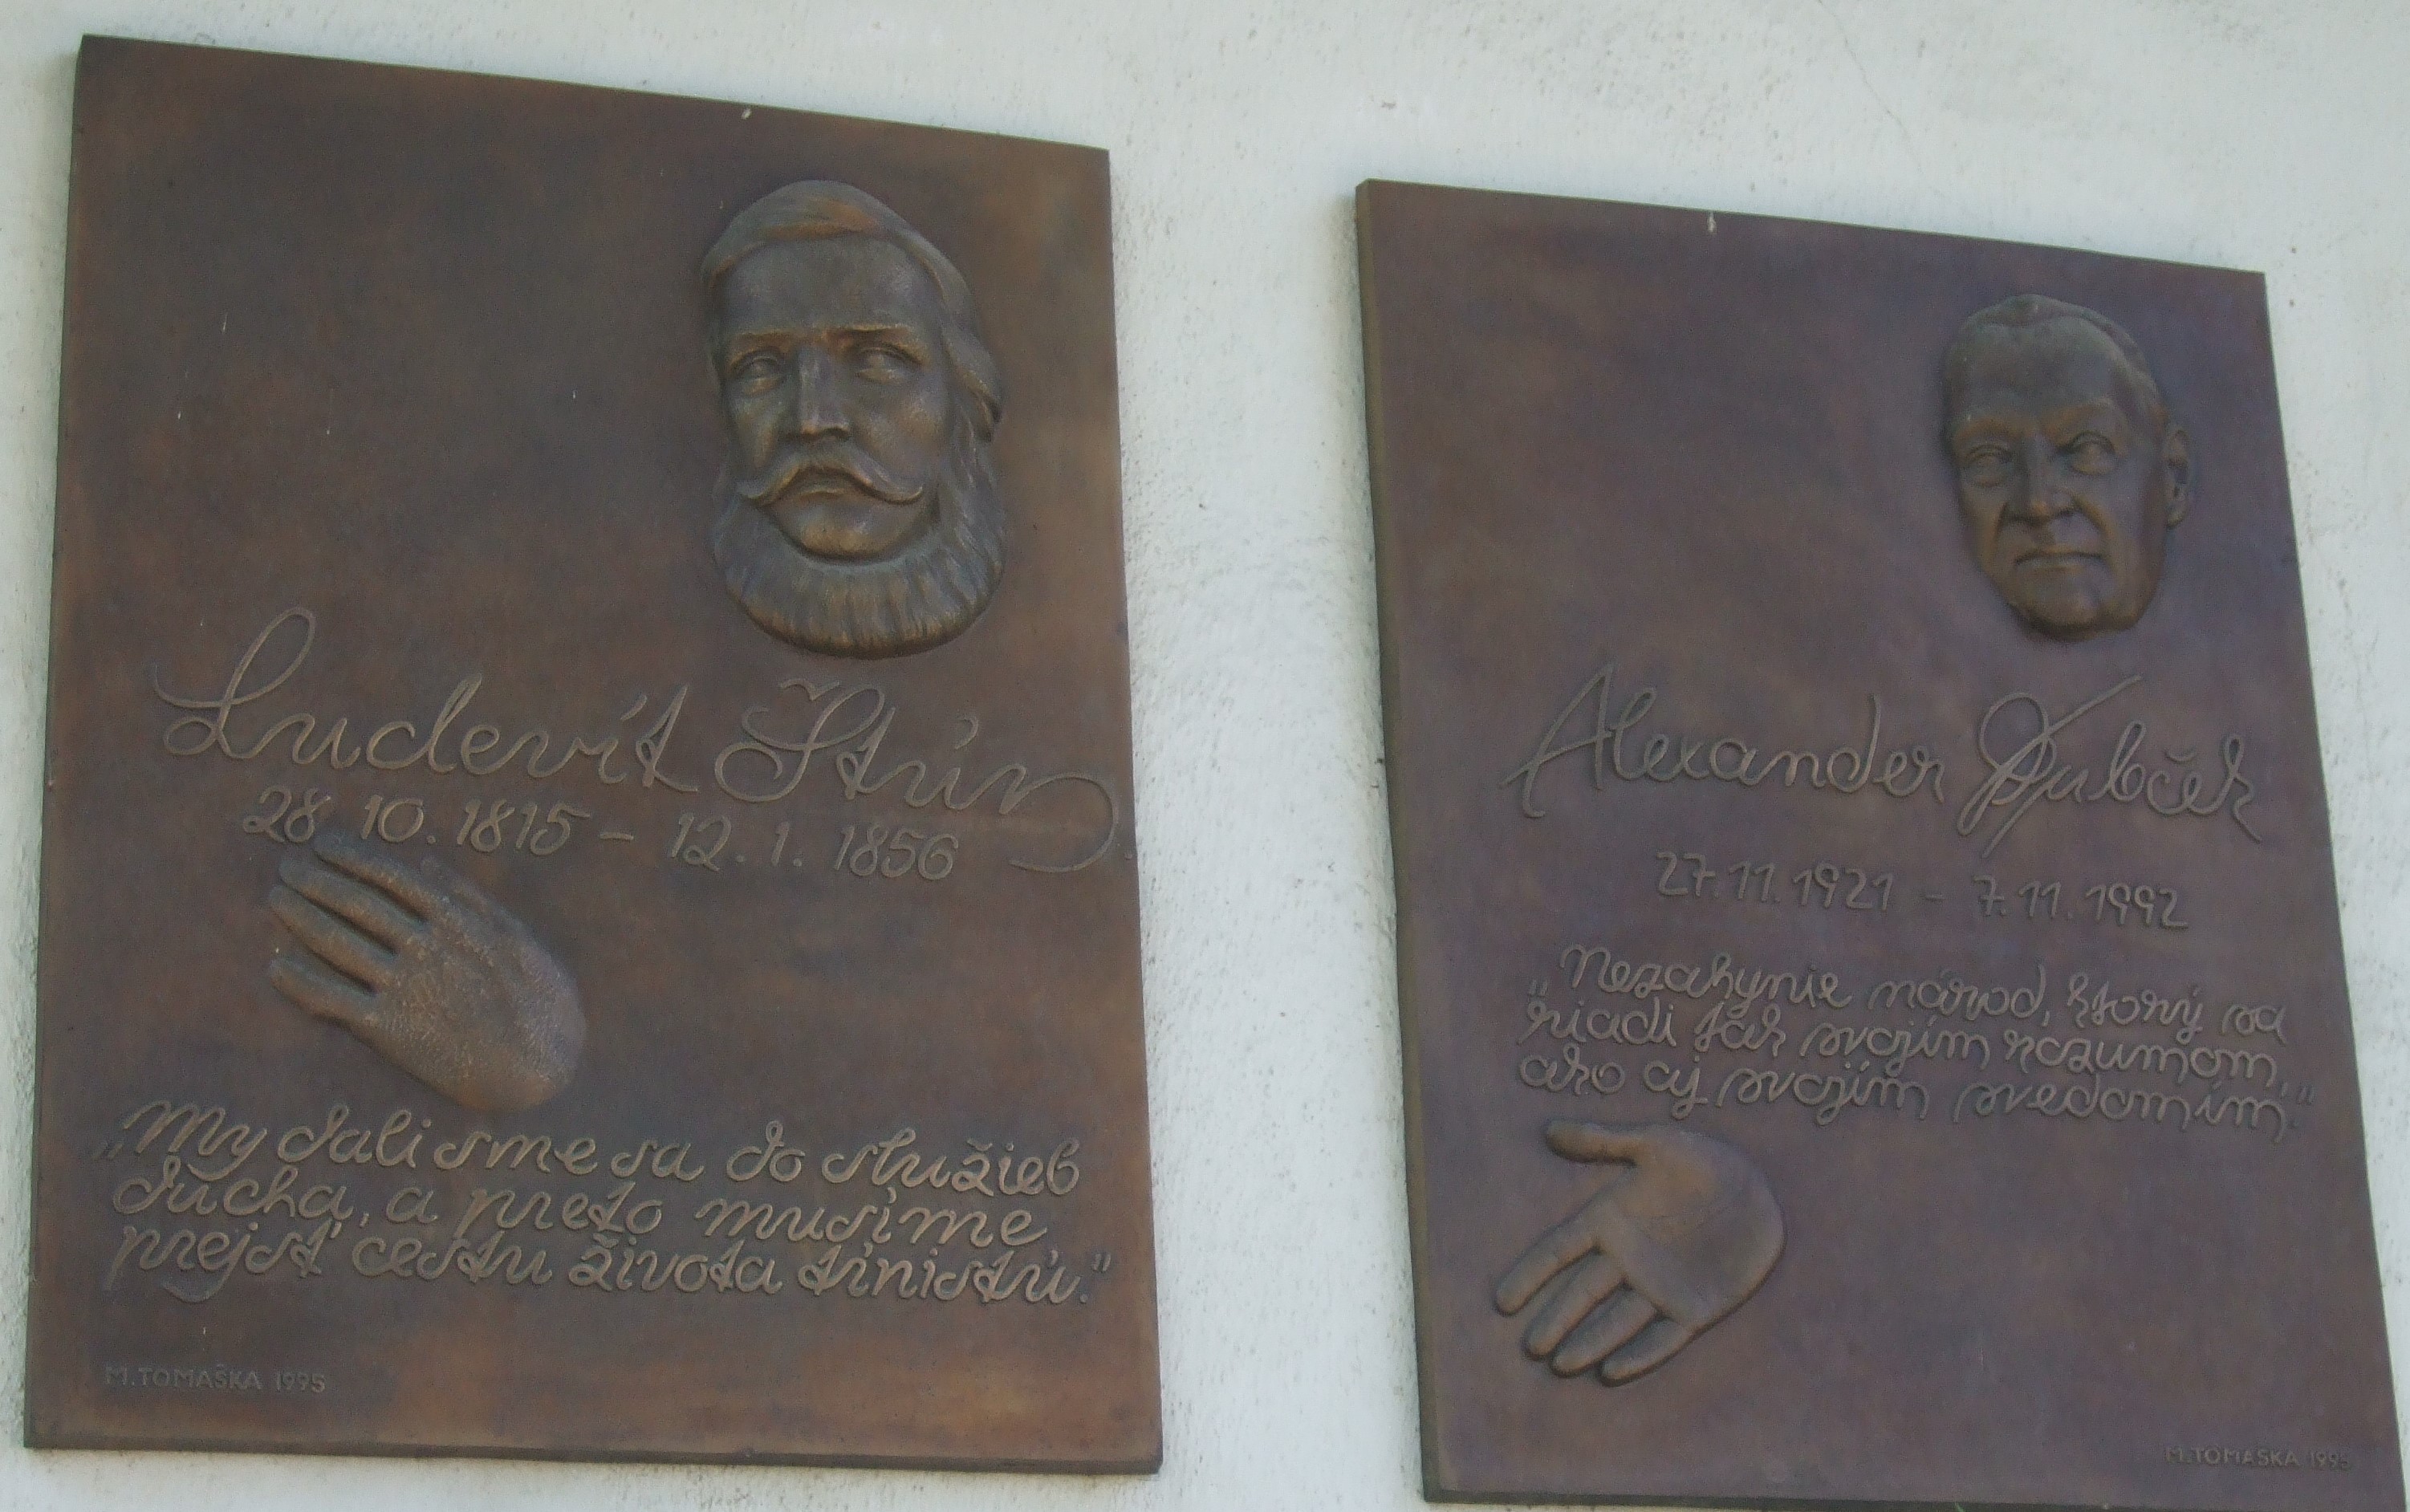 Ludevít Štúr
28. 10. 1815 – 12. 1. 1856
„My dali sme sa do služieb
ducha, a preto musíme
prejsť cestu života tŕnistú."
M. TOMAŠKA 1995
Alexander Dubček
27. 11. 1921 – 7. 11. 1992
„Nezahynie národ, ktorý sa
riadi tak svojím rozumom,
ako aj svojím svedomím."
M. TOMAŠKA 1995